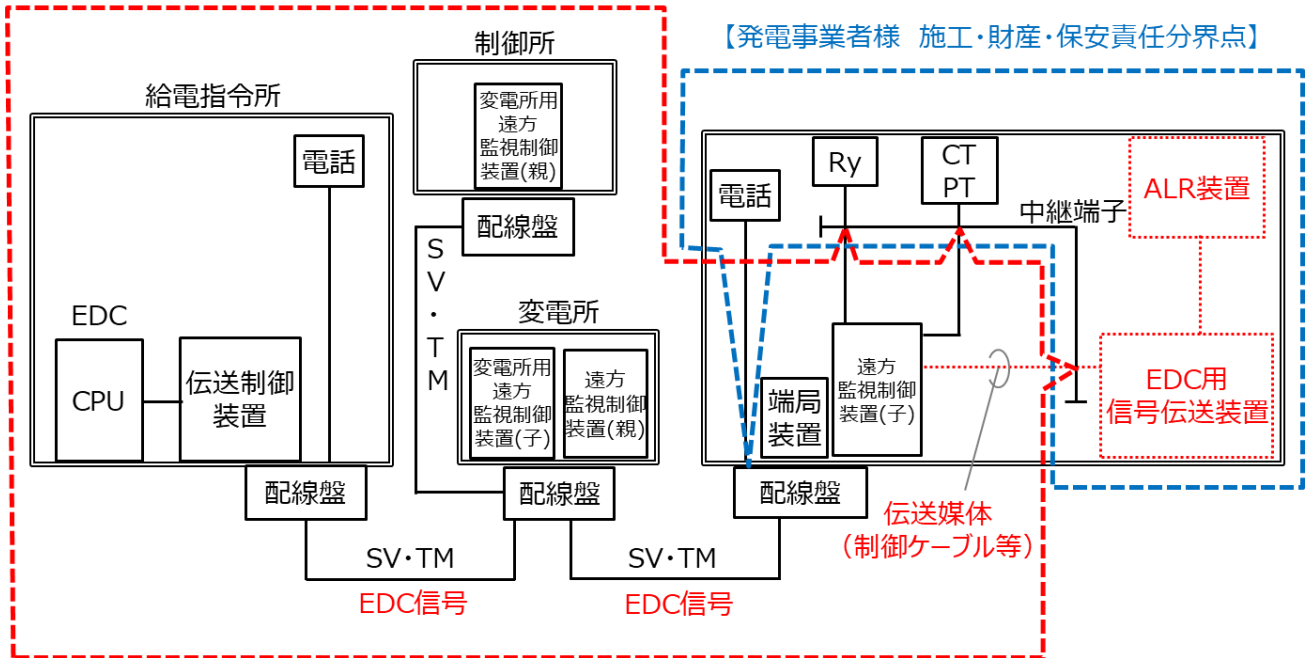 【発電事業者様 施工・財産・保安責任分界点】
制御所
変電所用
遠方
監視制御
装置(親)
配線盤
給電指令所
電話
EDC
CPU
伝送制御
装置
配線盤
SV・TM
変電所
変電所用
遠方
監視制御
装置(子)
遠方
監視制御
装置(親)
配線盤
SV・TM
EDC信号
SV・TM
EDC信号
電話
Ry
CT
PT
中継端子
ALR装置
端局
装置
遠方
監視制御
装置(子)
EDC用
信号伝送装置
配線盤
伝送媒体
（制御ケーブル等）